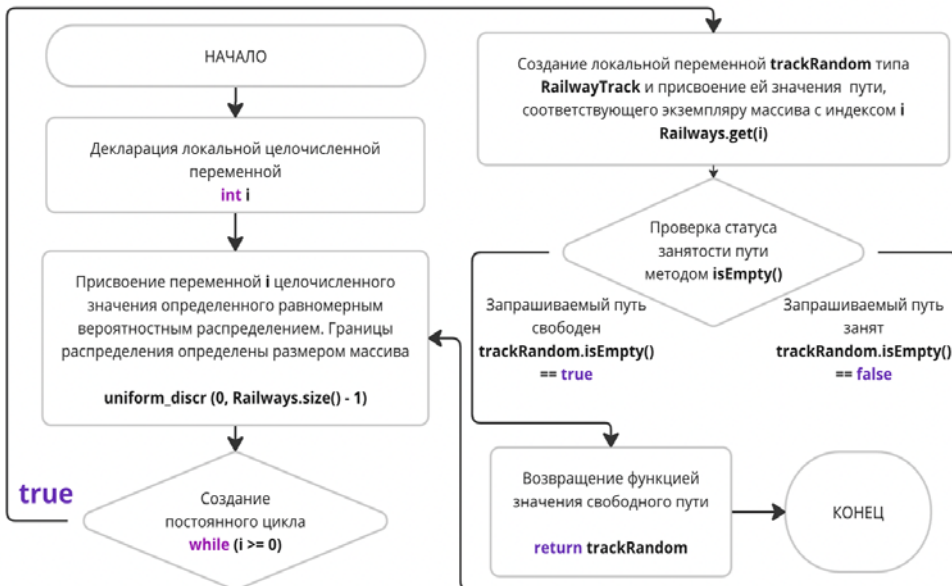 НАЧАЛО
Декларация локальной целочисленной
переменной
int i
Присвоение переменной i целочисленного
значения определенного равномерным
вероятностным распределением. Границы
распределения определены размером массива
uniform_discr (0, Railways.size() - 1)
true
Создание
постоянного цикла
while (i >= 0)
Создание локальной переменной trackRandom типа
RailwayTrack и присвоение ей значения пути,
соответствующего экземпляру массива с индексом i
Railways.get(i)
Проверка статуса
занятости пути
методом isEmpty()
Запрашиваемый путь
свободен
trackRandom.isEmpty()
== true
Запрашиваемый путь
занят
trackRandom.isEmpty()
== false
Возвращение функцией
значения свободного пути
return trackRandom
КОНЕЦ